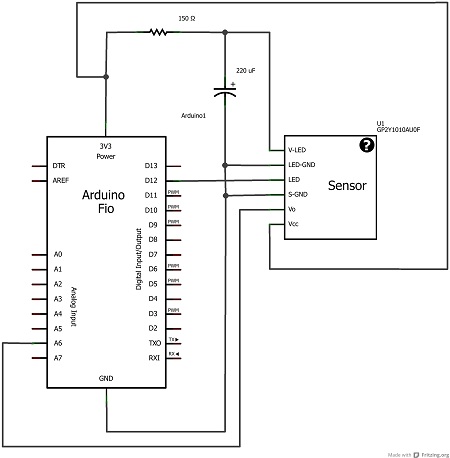 150 Ω
+
220 uF
Arduino1
U1
GP2Y1010AU0F
?
3V3
Power
V-LED
LED-GND
LED
S-GND
Vo
Vcc
Sensor
DTR
AREF
Arduino
Fio
D13
D12
D11 PWM
D10 PWM
D9 PWM
D8
D7
D6 PWM
D5 PWM
D4
D3 PWM
D2
TXO TX
RXI RX
Digital Input/Output
A0
A1
A2
A3
A4
A5
A6
A7
Analog Input
GND
Made with Fritzing.org